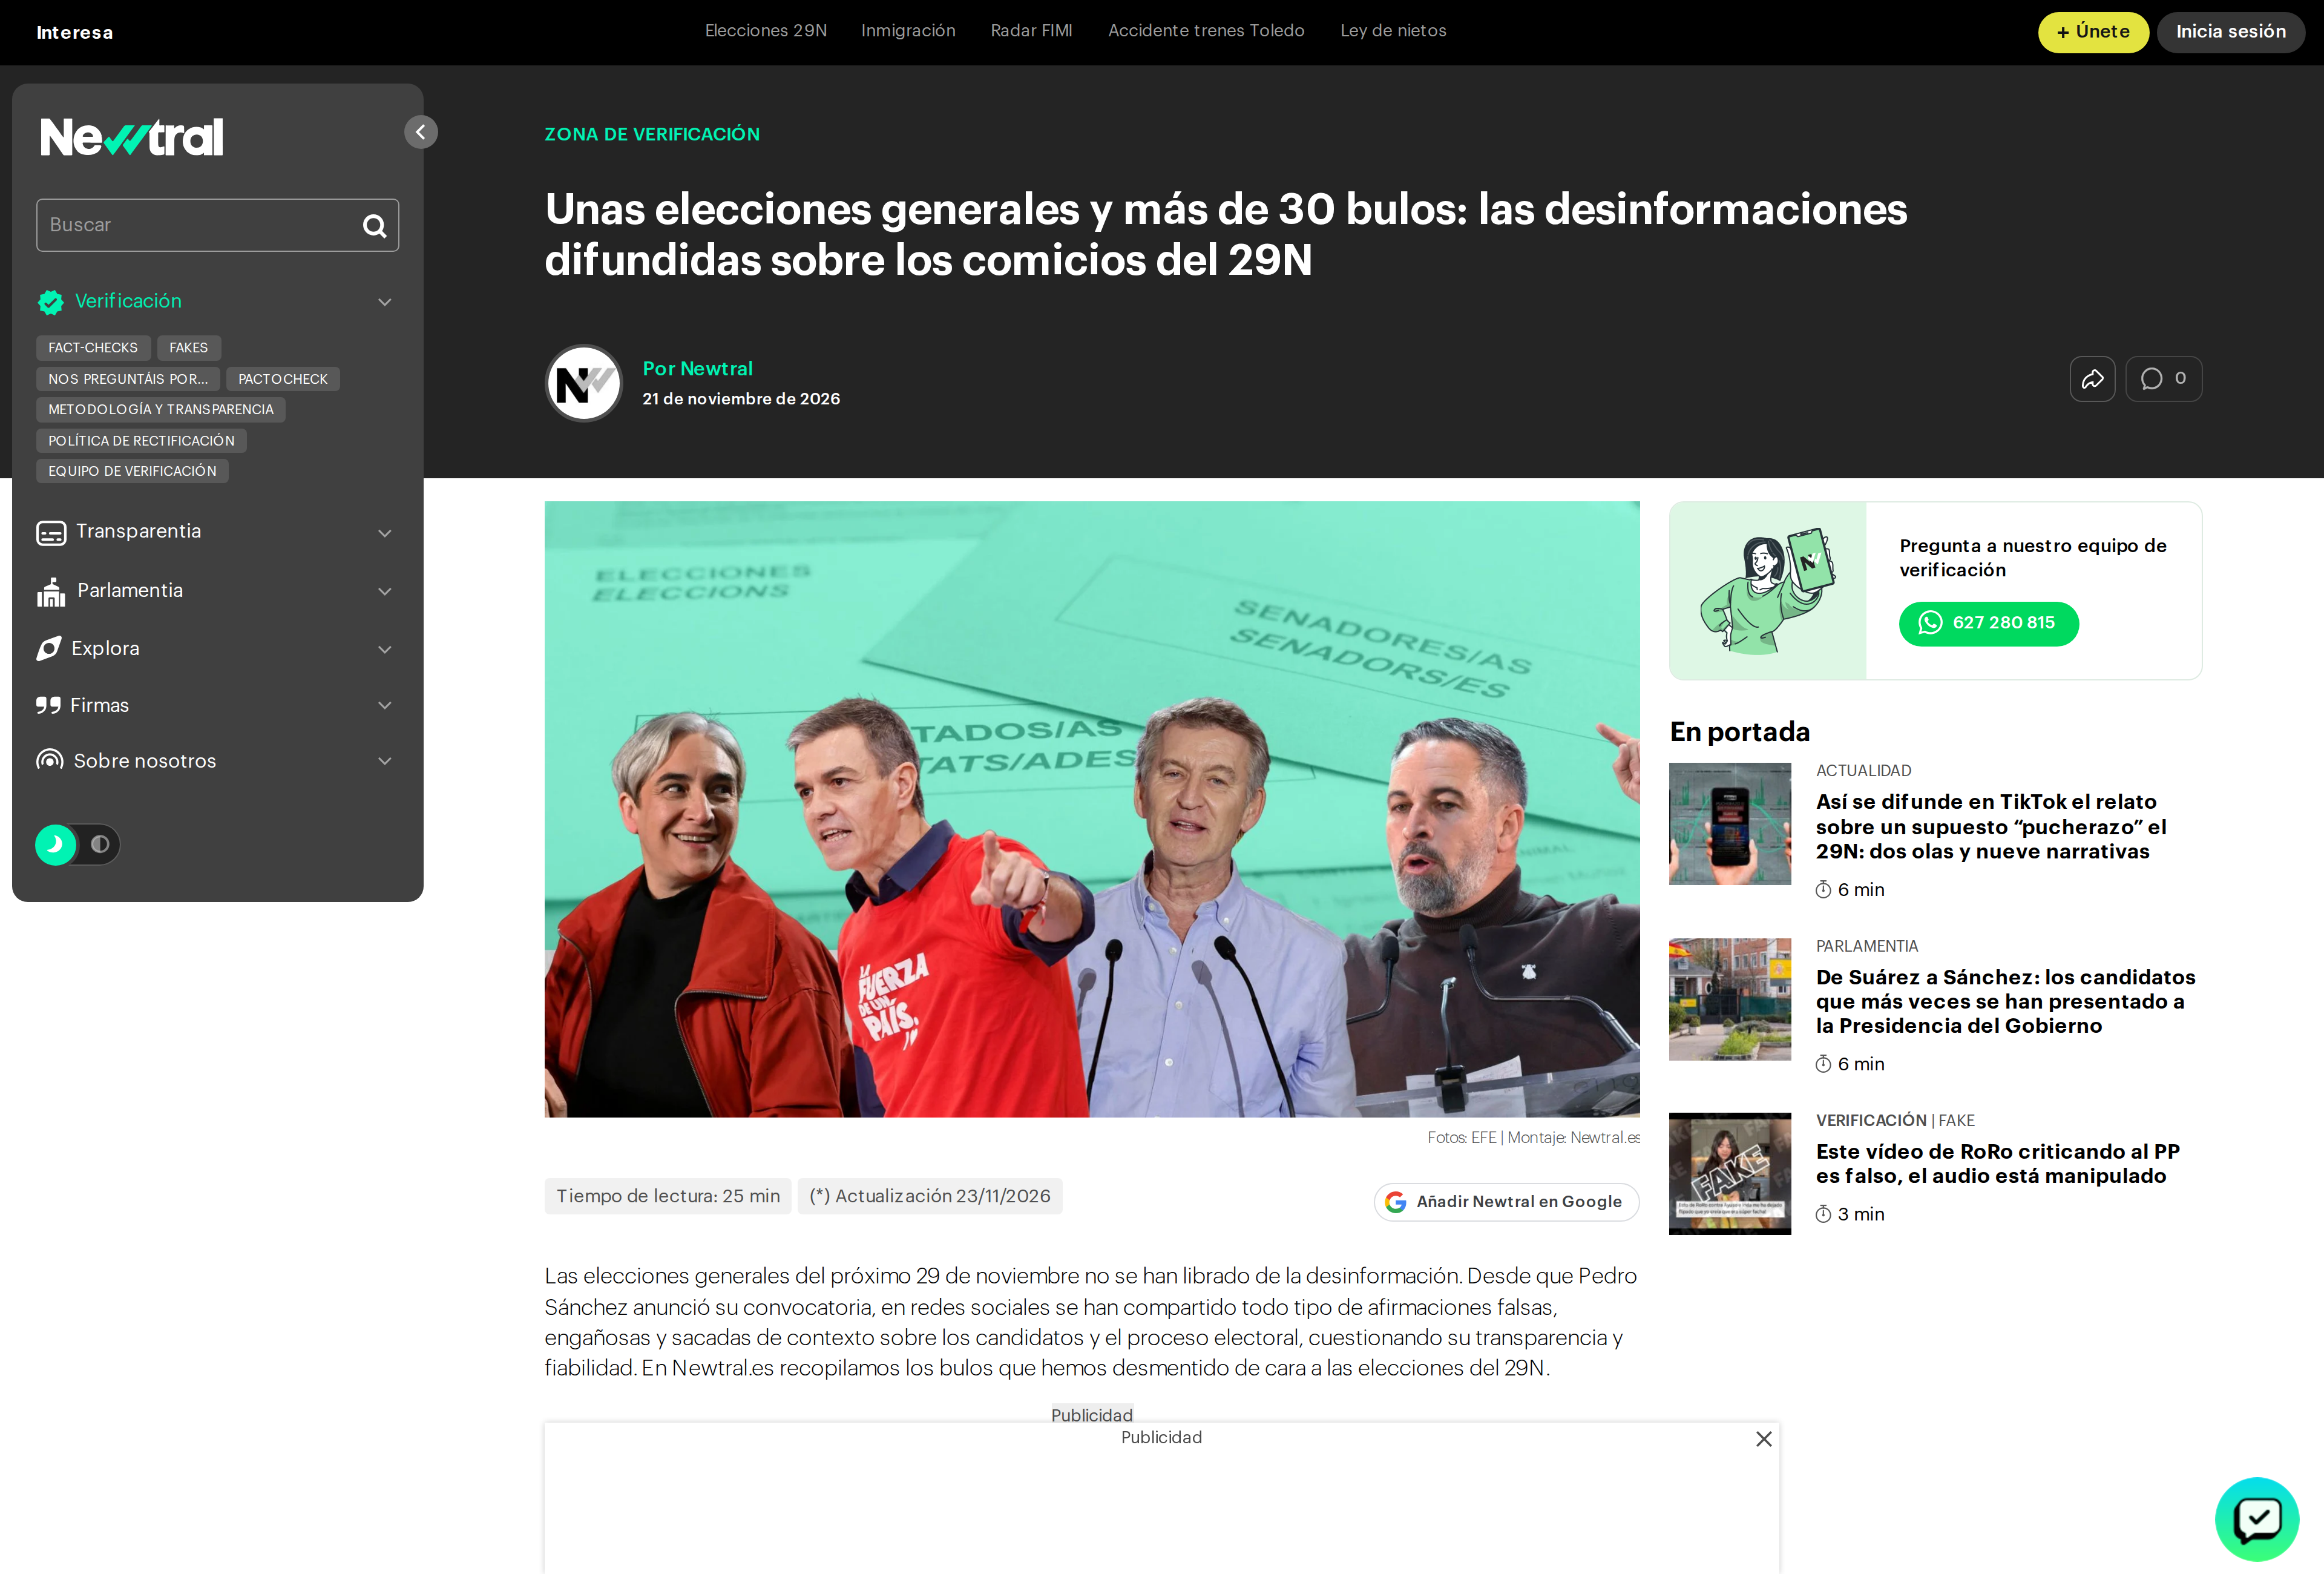 Interesa
Elecciones 29N
Inmigración
Radar FIMI
Accidente trenes Toledo
Ley de nietos
+ Únete
Inicia sesión
Newtral
Buscar
Verificación
FACT-CHECKS
FAKES
NOS PREGUNTÁIS POR...
PACTOCHECK
METODOLOGÍA Y TRANSPARENCIA
POLÍTICA DE RECTIFICACIÓN
EQUIPO DE VERIFICACIÓN
Transparentia
Parlamentia
Explora
Firmas
Sobre nosotros
ZONA DE VERIFICACIÓN
Unas elecciones generales y más de 30 bulos: las desinformaciones
difundidas sobre los comicios del 29N
Por Newtral
21 de noviembre de 2026
0
ELECCIONES
ELECCIONS
SENADORES/AS
SENADORS/ES
TADOS/AS
TATS/ADES
LA
FUERZA
DE UN
PAÍS.
Fotos: EFE | Montaje: Newtral.es
Tiempo de lectura: 25 min
(*) Actualización 23/11/2026
Añadir Newtral en Google
Las elecciones generales del próximo 29 de noviembre no se han librado de la desinformación. Desde que Pedro
Sánchez anunció su convocatoria, en redes sociales se han compartido todo tipo de afirmaciones falsas,
engañosas y sacadas de contexto sobre los candidatos y el proceso electoral, cuestionando su transparencia y
fiabilidad. En Newtral.es recopilamos los bulos que hemos desmentido de cara a las elecciones del 29N.
Publicidad
Publicidad
Pregunta a nuestro equipo de
verificación
627 280 815
En portada
ACTUALIDAD
Así se difunde en TikTok el relato
sobre un supuesto “pucherazo” el
29N: dos olas y nueve narrativas
6 min
PARLAMENTIA
De Suárez a Sánchez: los candidatos
que más veces se han presentado a
la Presidencia del Gobierno
6 min
VERIFICACIÓN | FAKE
Este vídeo de RoRo criticando al PP
es falso, el audio está manipulado
3 min
FAKE